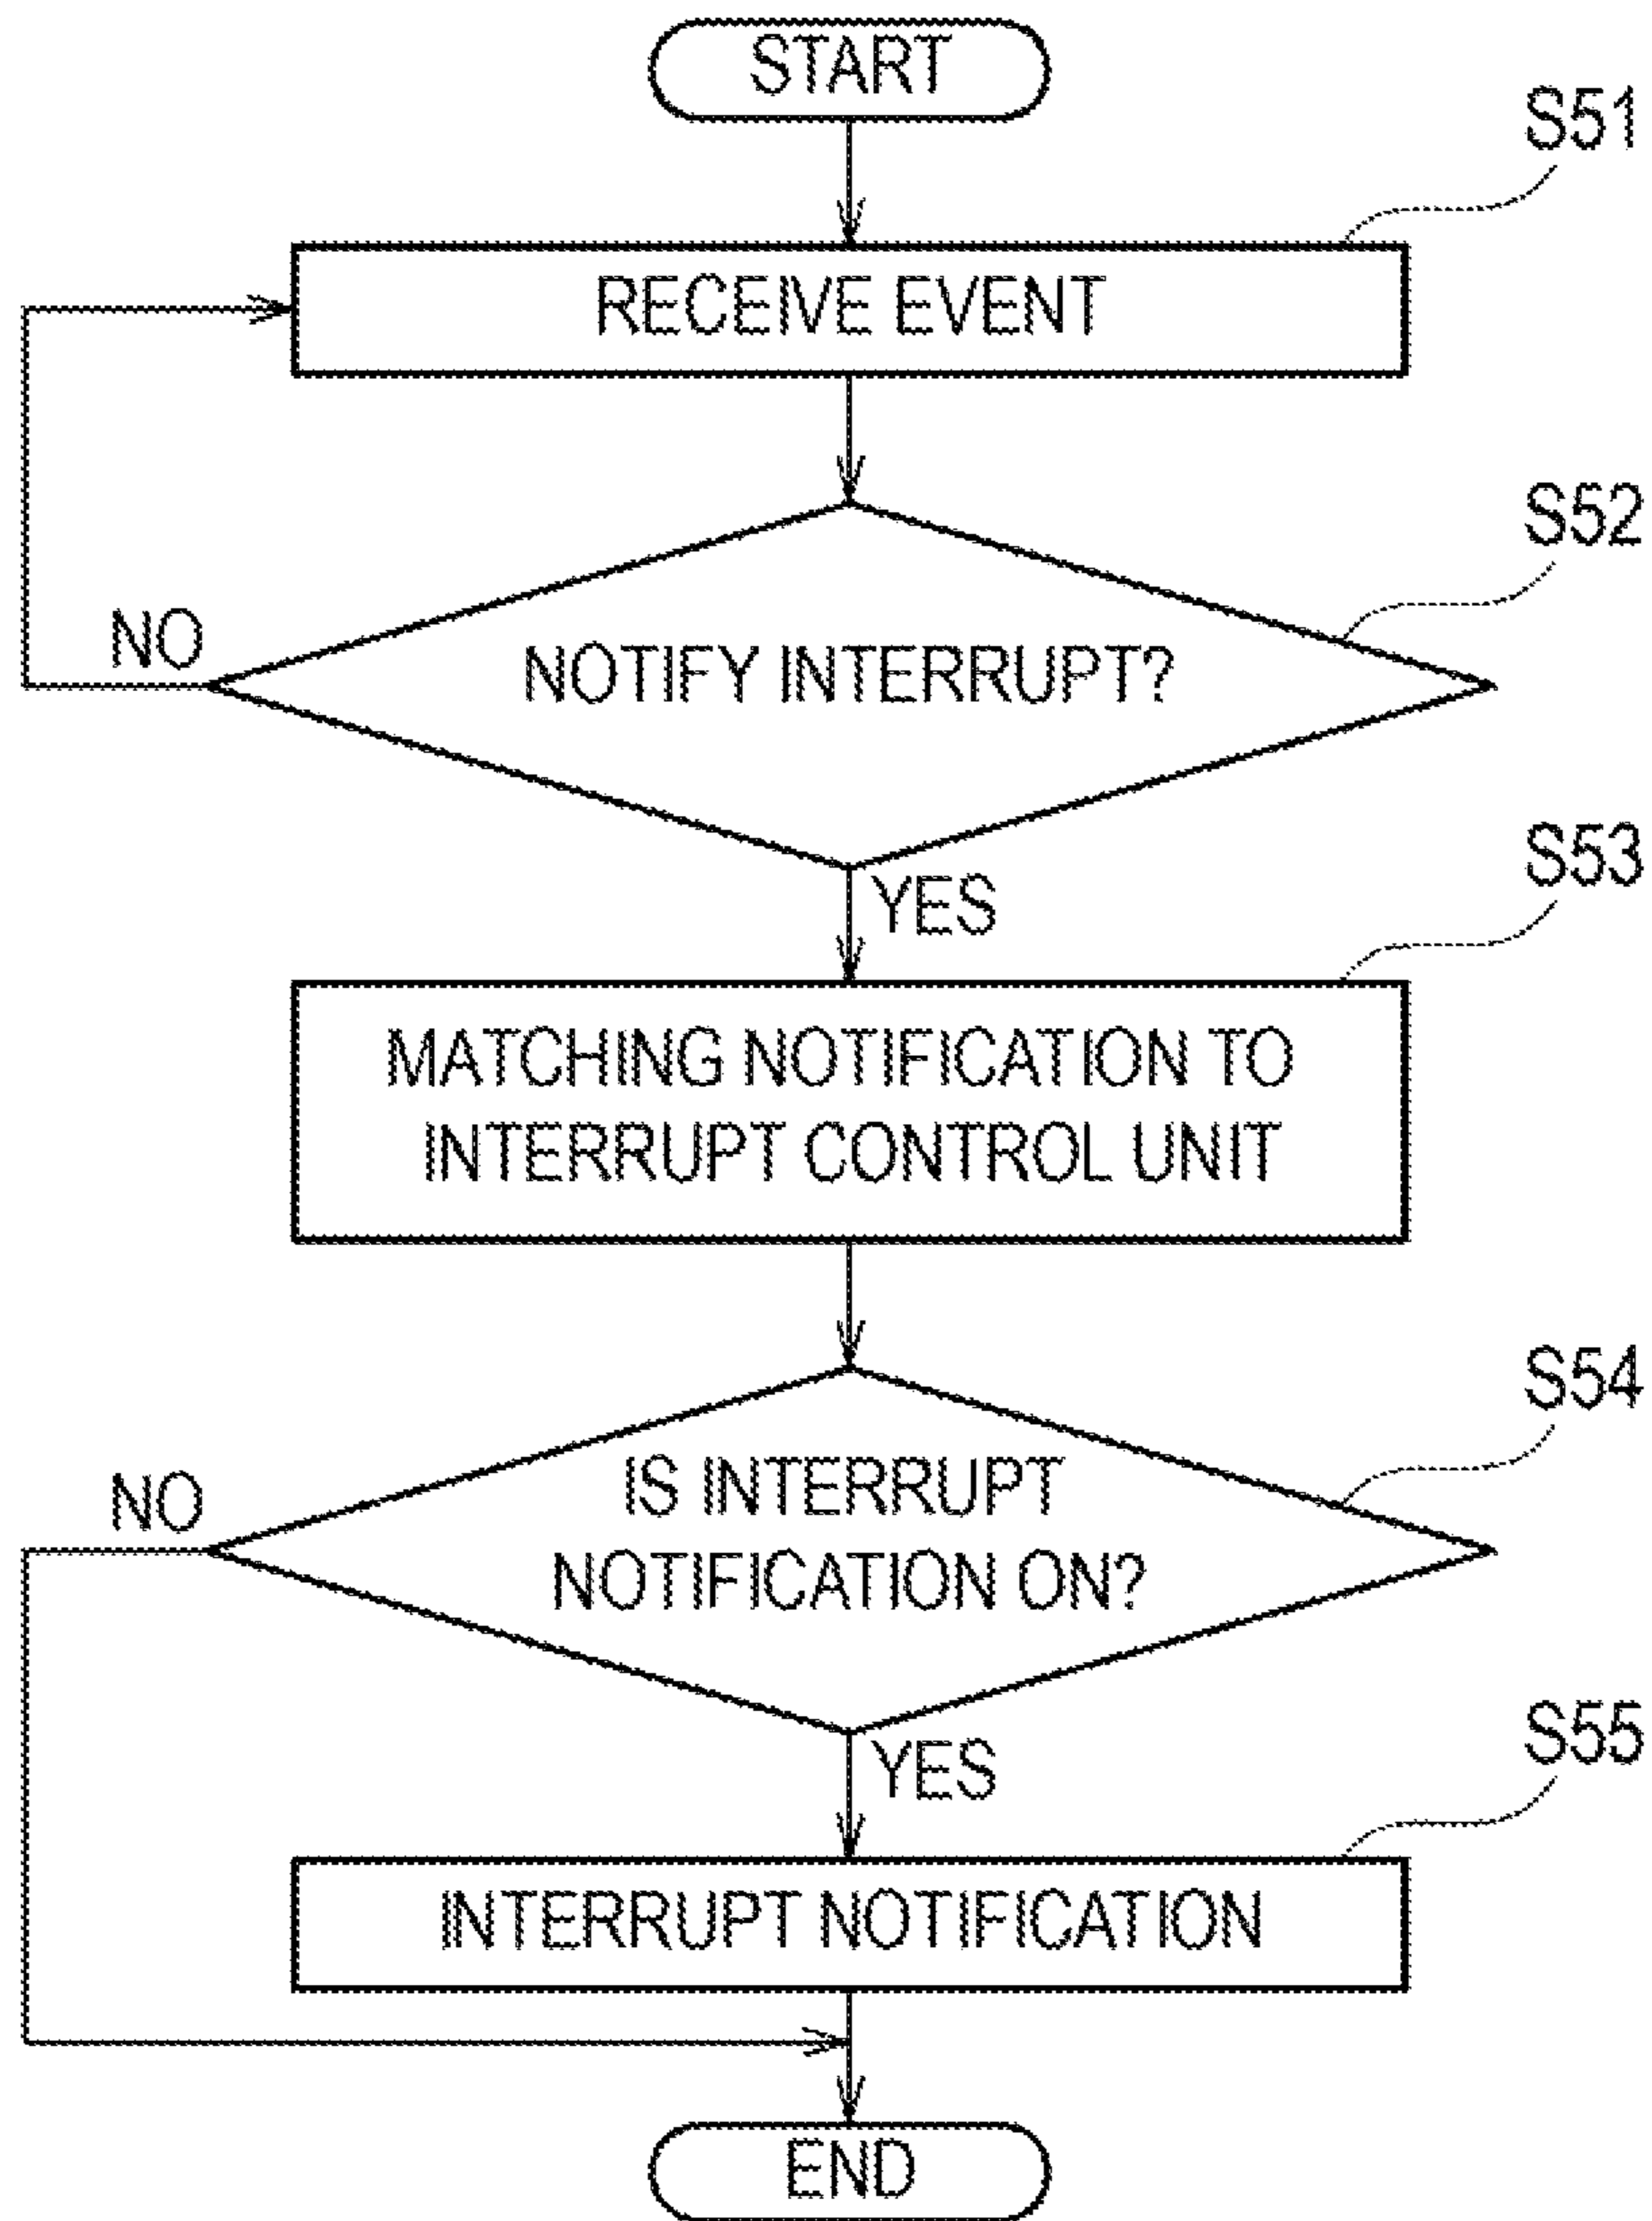 START
S51
RECEIVE EVENT
S52
NO
NOTIFY INTERRUPT?
YES
S53
MATCHING NOTIFICATION TO
INTERRUPT CONTROL UNIT
S54
NO
IS INTERRUPT
NOTIFICATION ON?
YES
S55
INTERRUPT NOTIFICATION
END